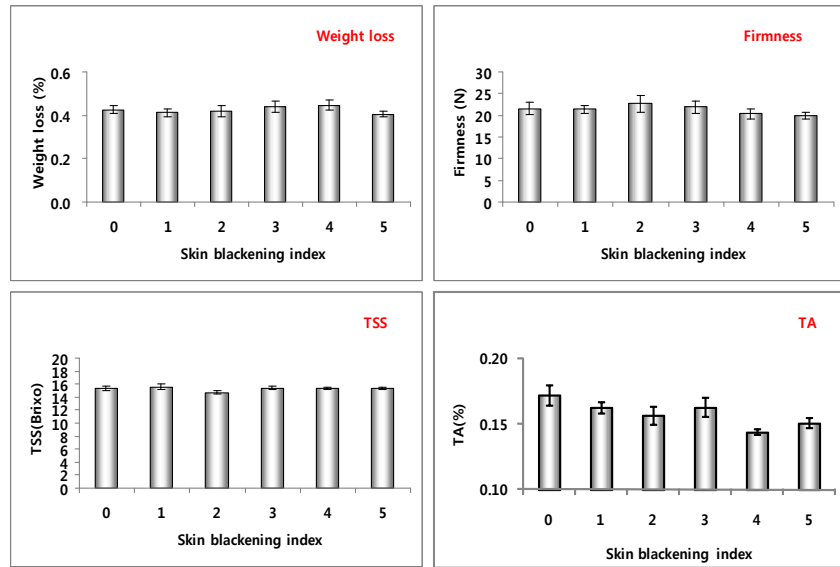 Weight loss
Weight loss (%)
0.6
0.4
0.2
0.0
0 1 2 3 4 5
Skin blackening index
Firmness
Firmness (N)
30
25
20
15
10
5
0
0 1 2 3 4 5
Skin blackening index
TSS
TSS(Brixo)
20
18
16
14
12
10
8
6
4
2
0
0 1 2 3 4 5
Skin blackening index
TA
TA(%)
0.20
0.15
0.10
0 1 2 3 4 5
Skin blackening index